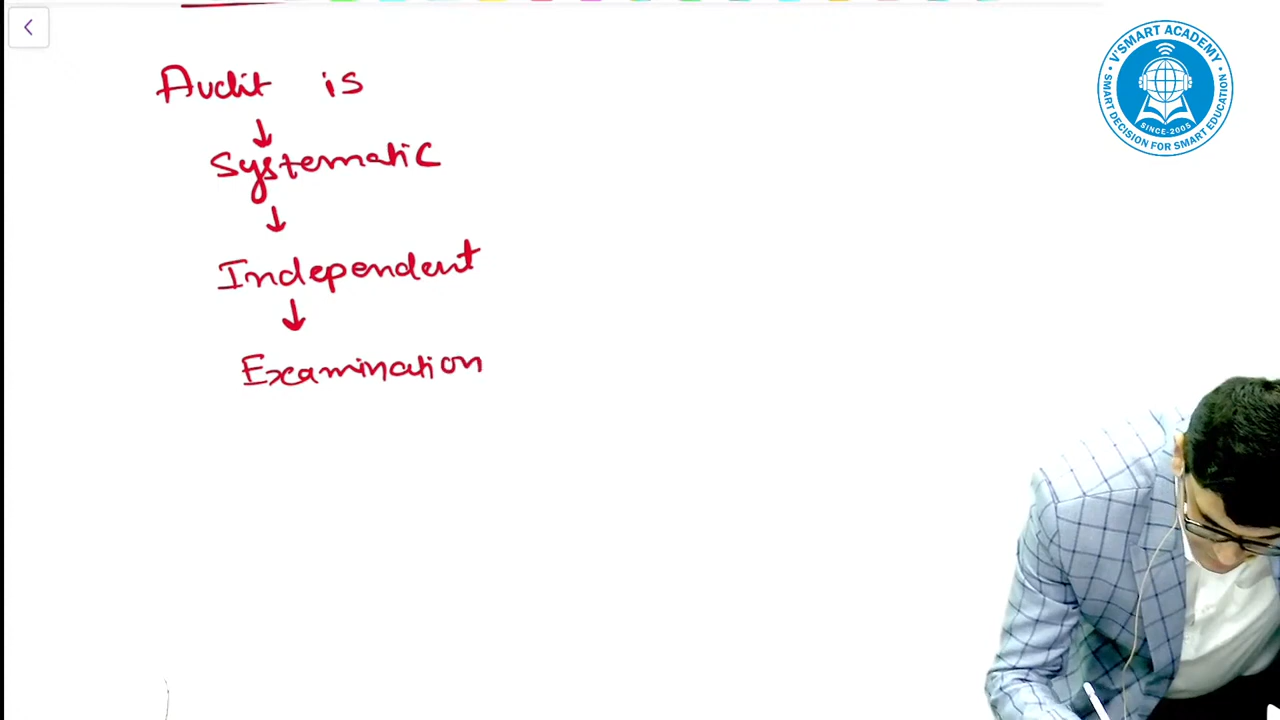 Audit is
↓
Systematic
↓
Independent
↓
Examination
V'SMART ACADEMY
SINCE-2005
SMART DECISION FOR SMART EDUCATION